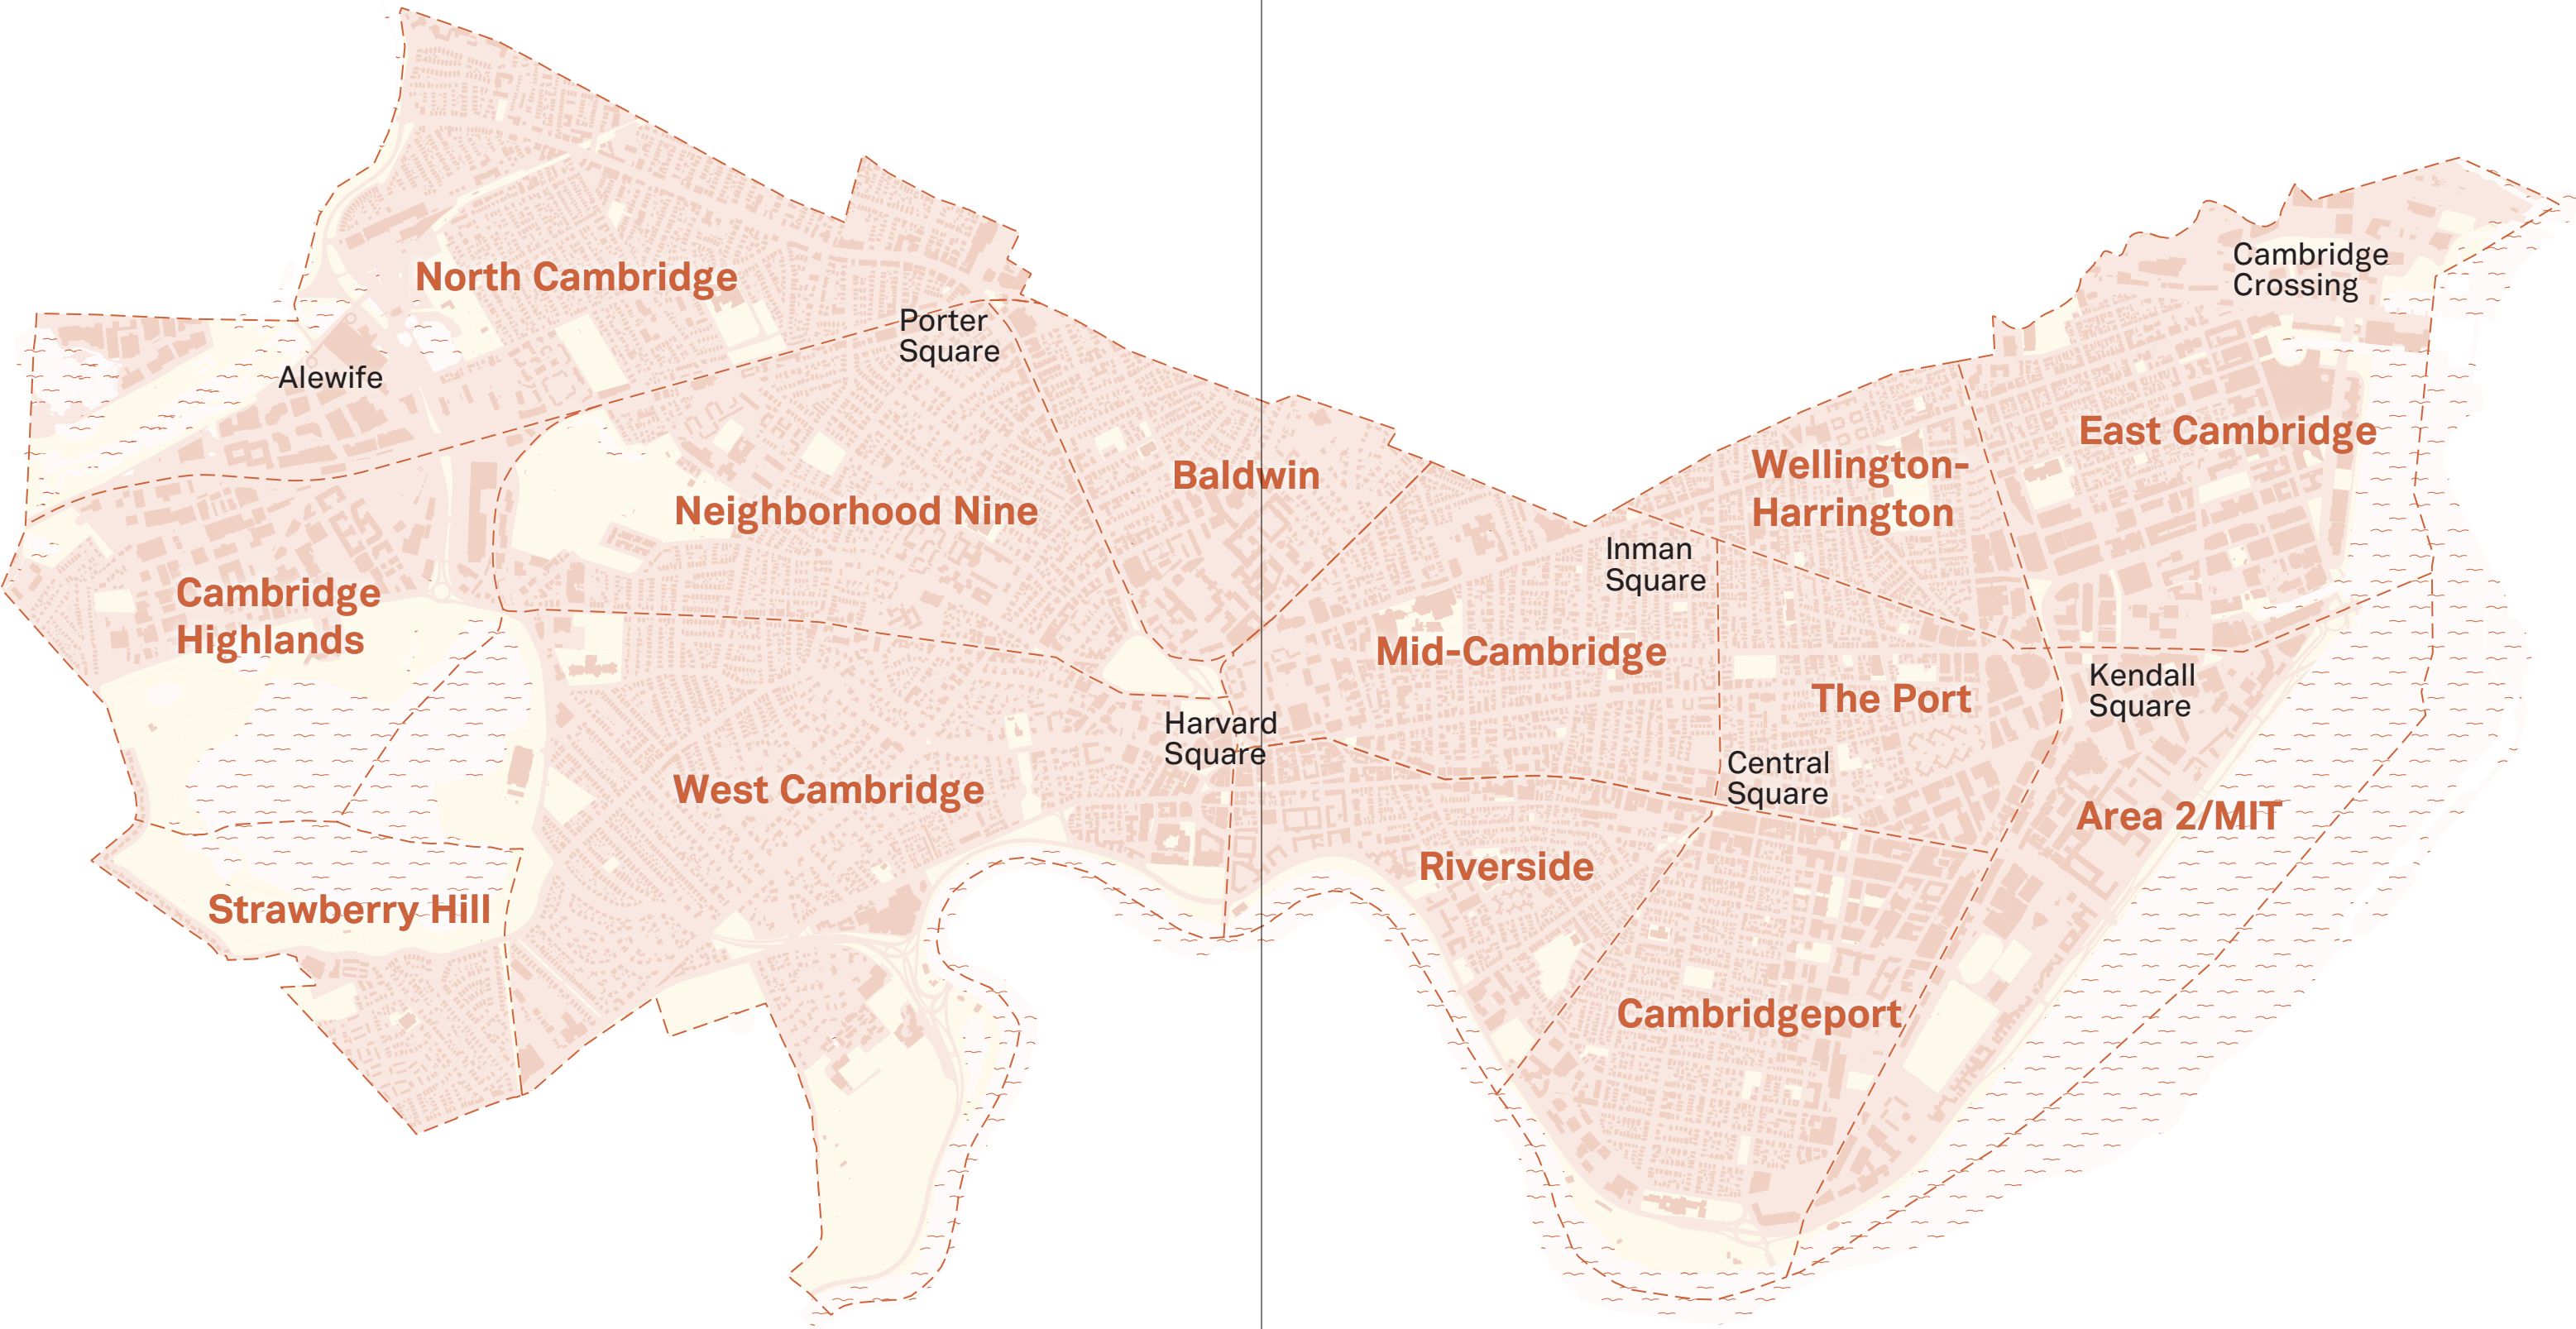 North Cambridge
Porter
Square
Alewife
Neighborhood Nine
Baldwin
Cambridge
Highlands
West Cambridge
Harvard
Square
Strawberry Hill
Cambridge
Crossing
East Cambridge
Wellington-
Harrington
Inman
Square
Mid-Cambridge
The Port
Kendall
Square
Central
Square
Area 2/MIT
Riverside
Cambridgeport